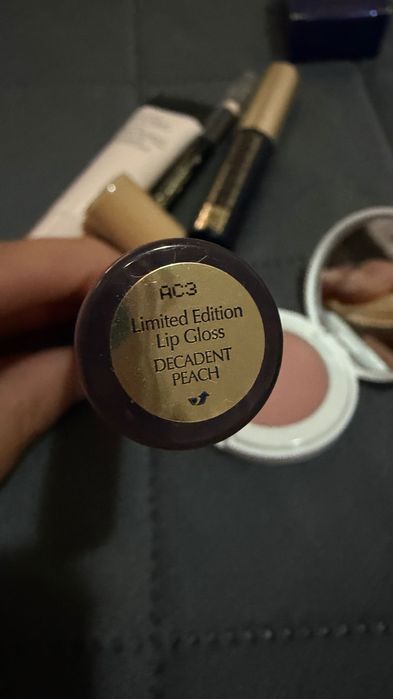 AC3
Limited Edition
Lip Gloss
DECADENT
PEACH